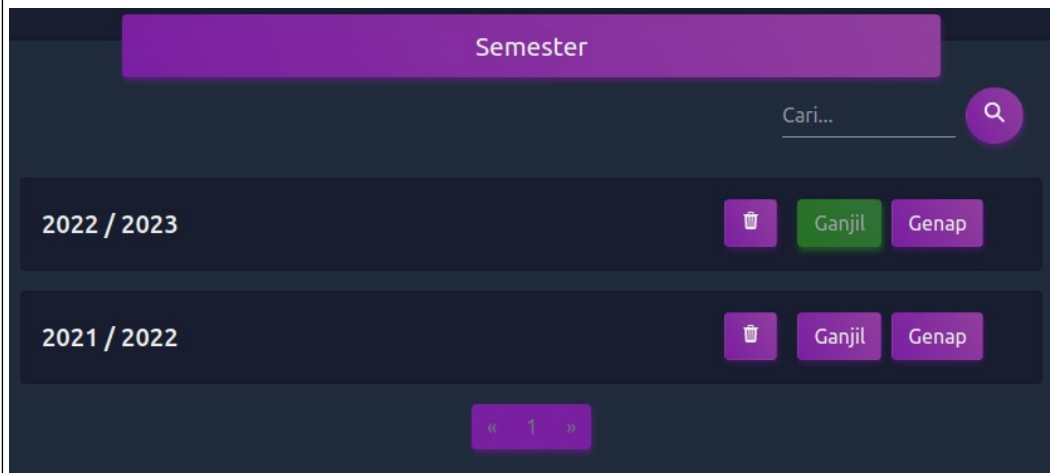 Semester
Cari...
2022 / 2023 Ganjil Genap
2021 / 2022 Ganjil Genap
« 1 »